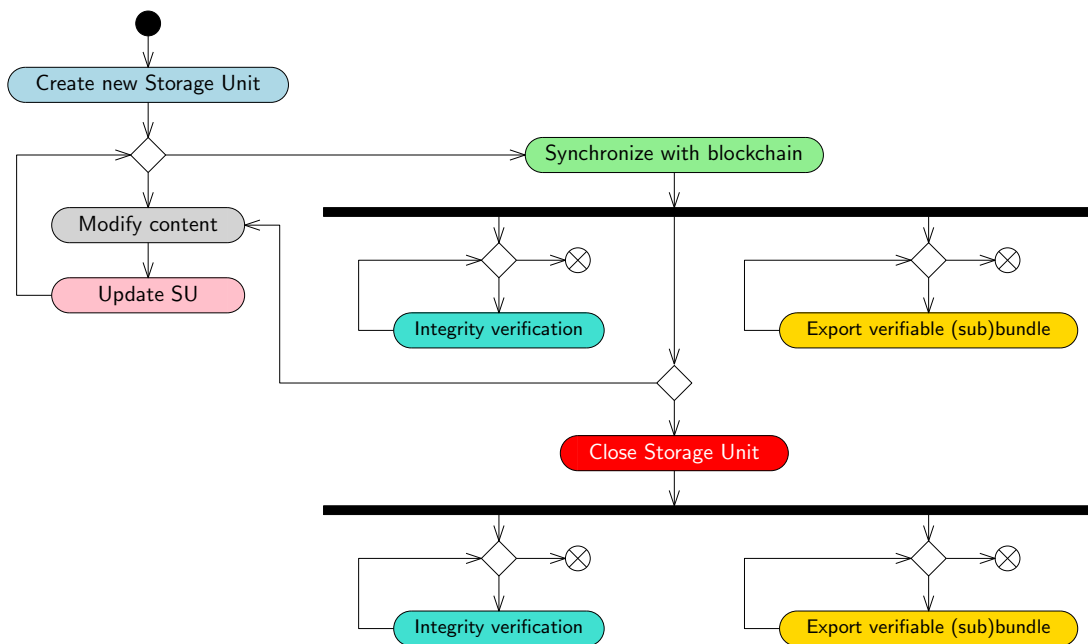 Create new Storage Unit
Synchronize with blockchain
Modify content
Update SU
Integrity verification
Export verifiable (sub)bundle
Close Storage Unit
Integrity verification
Export verifiable (sub)bundle